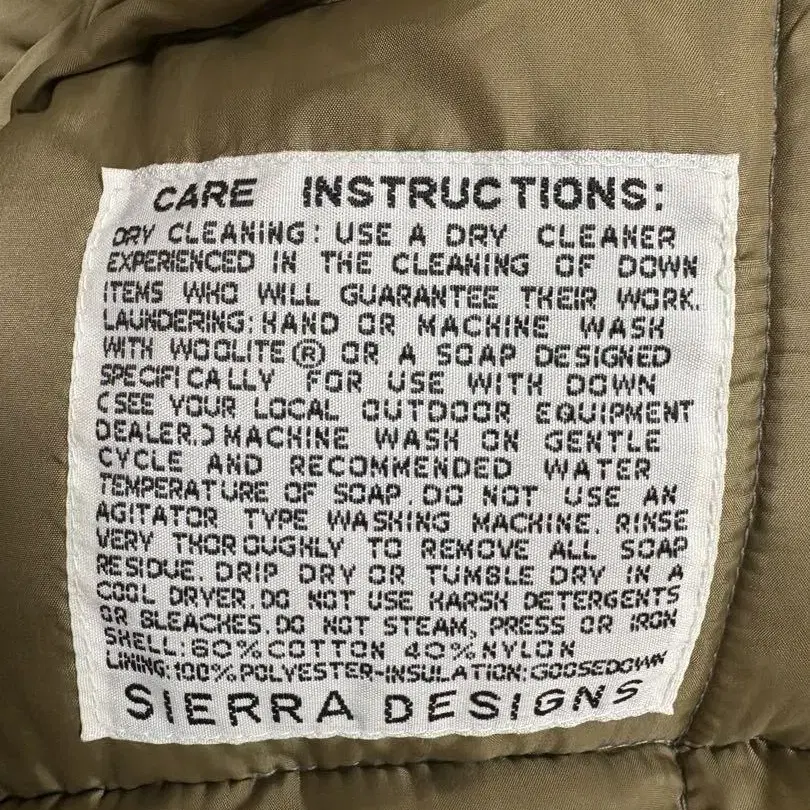 CARE INSTRUCTIONS:
DRY CLEANING: USE A DRY CLEANER
EXPERIENCED IN THE CLEANING OF DOWN
ITEMS WHO WILL GUARANTEE THEIR WORK.
LAUNDERING: HAND OR MACHINE WASH
WITH WOOLITE® OR A SOAP DESIGNED
SPECIFICALLY FOR USE WITH DOWN
(SEE YOUR LOCAL OUTDOOR EQUIPMENT
DEALER.) MACHINE WASH ON GENTLE
CYCLE AND RECOMMENDED WATER
TEMPERATURE OF SOAP. DO NOT USE AN
AGITATOR TYPE WASHING MACHINE. RINSE
VERY THOROUGHLY TO REMOVE ALL SOAP
RESIDUE. DRIP DRY OR TUMBLE DRY IN A
COOL DRYER. DO NOT USE HARSH DETERGENTS
OR BLEACHES. DO NOT STEAM, PRESS OR IRON
SHELL: 60% COTTON 40% NYLON
LINING: 100% POLYESTER-INSULATION: GOOSEDOWN
SIERRA DESIGNS